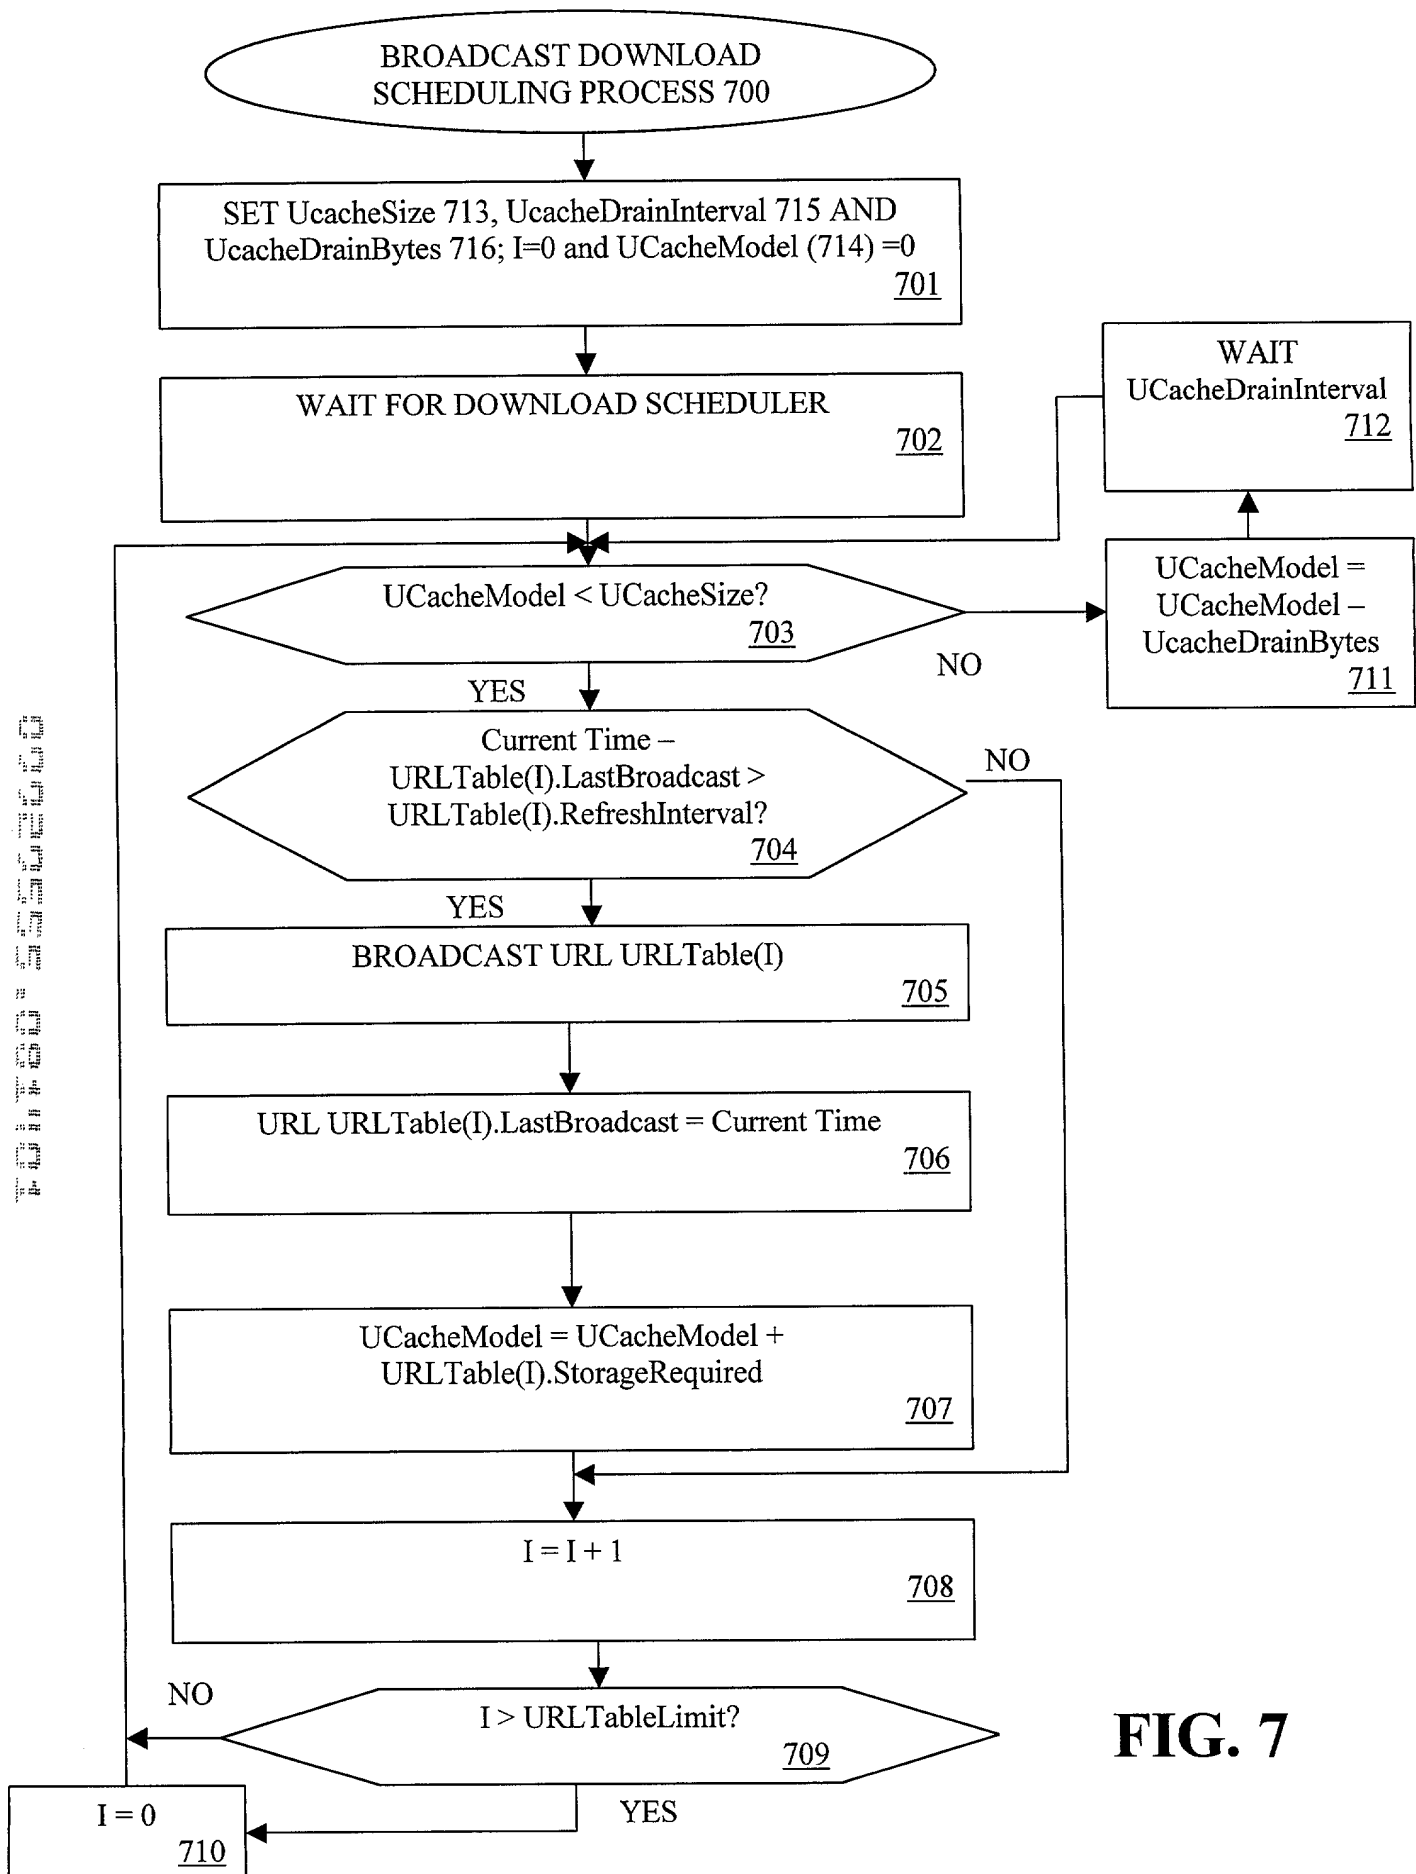 BROADCAST DOWNLOAD
SCHEDULING PROCESS 700
SET UcacheSize 713, UcacheDrainInterval 715 AND
UcacheDrainBytes 716; I=0 and UCacheModel (714) =0
701
WAIT FOR DOWNLOAD SCHEDULER
702
WAIT
UCacheDrainInterval
712
UCacheModel < UCacheSize?
703
NO
YES
UCacheModel =
UCacheModel –
UcacheDrainBytes
711
Current Time –
URLTable(I).LastBroadcast >
URLTable(I).RefreshInterval?
704
NO
YES
BROADCAST URL URLTable(I)
705
URL URLTable(I).LastBroadcast = Current Time
706
UCacheModel = UCacheModel +
URLTable(I).StorageRequired
707
I = I + 1
708
NO
I > URLTableLimit?
709
YES
I = 0
710
FIG. 7